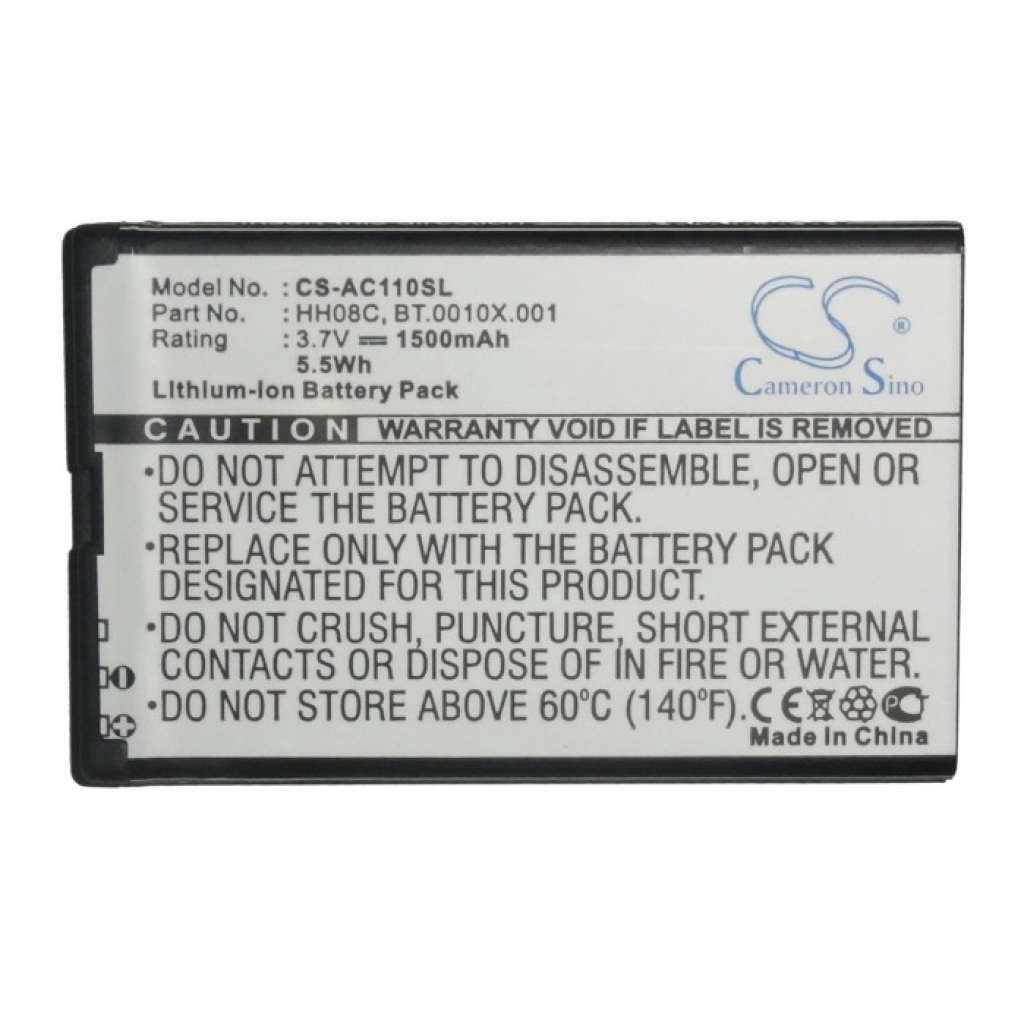 Model No. : CS-AC110SL
Part No. : HH08C, BT.0010X.001
Rating : 3.7V 1500mAh
5.5Wh
Lithium-Ion Battery Pack
CS ®
Cameron Sino
CAUTION WARRANTY VOID IF LABEL IS REMOVED
•DO NOT ATTEMPT TO DISASSEMBLE, OPEN OR
SERVICE THE BATTERY PACK.
•REPLACE ONLY WITH THE BATTERY PACK
DESIGNATED FOR THIS PRODUCT.
•DO NOT CRUSH, PUNCTURE, SHORT EXTERNAL
CONTACTS OR DISPOSE OF IN FIRE OR WATER.
•DO NOT STORE ABOVE 60°C (140°F). CE
Made In China